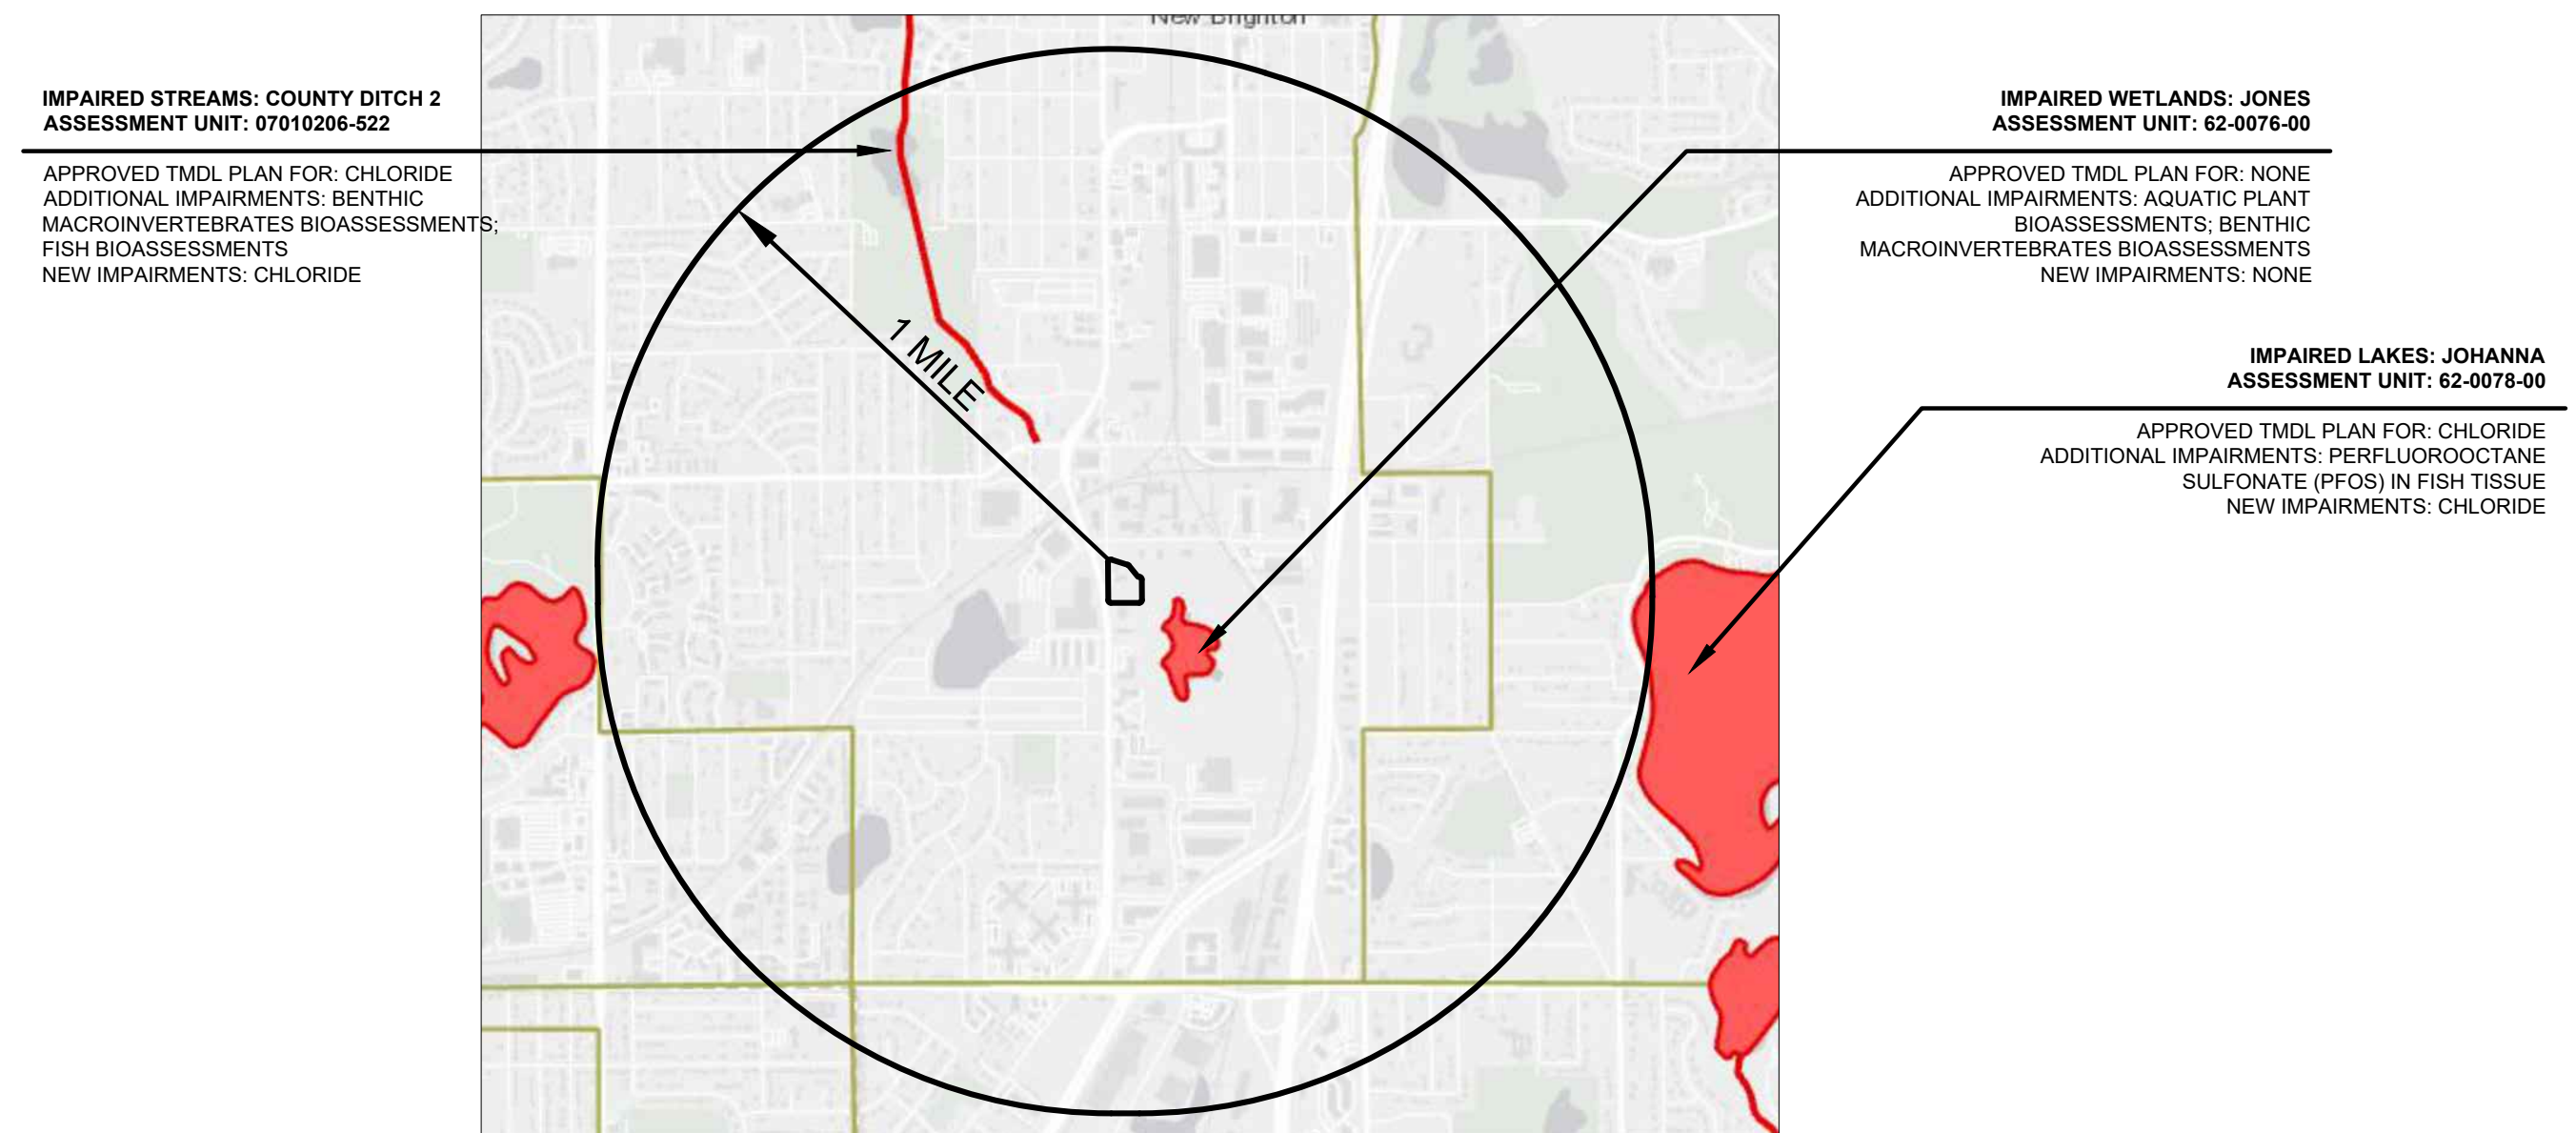 New Brighton
IMPAIRED STREAMS: COUNTY DITCH 2
ASSESSMENT UNIT: 07010206-522
APPROVED TMDL PLAN FOR: CHLORIDE
ADDITIONAL IMPAIRMENTS: BENTHIC
MACROINVERTEBRATES BIOASSESSMENTS;
FISH BIOASSESSMENTS
NEW IMPAIRMENTS: CHLORIDE
1 MILE
IMPAIRED WETLANDS: JONES
ASSESSMENT UNIT: 62-0076-00
APPROVED TMDL PLAN FOR: NONE
ADDITIONAL IMPAIRMENTS: AQUATIC PLANT
BIOASSESSMENTS; BENTHIC
MACROINVERTEBRATES BIOASSESSMENTS
NEW IMPAIRMENTS: NONE
IMPAIRED LAKES: JOHANNA
ASSESSMENT UNIT: 62-0078-00
APPROVED TMDL PLAN FOR: CHLORIDE
ADDITIONAL IMPAIRMENTS: PERFLUOROOCTANE
SULFONATE (PFOS) IN FISH TISSUE
NEW IMPAIRMENTS: CHLORIDE